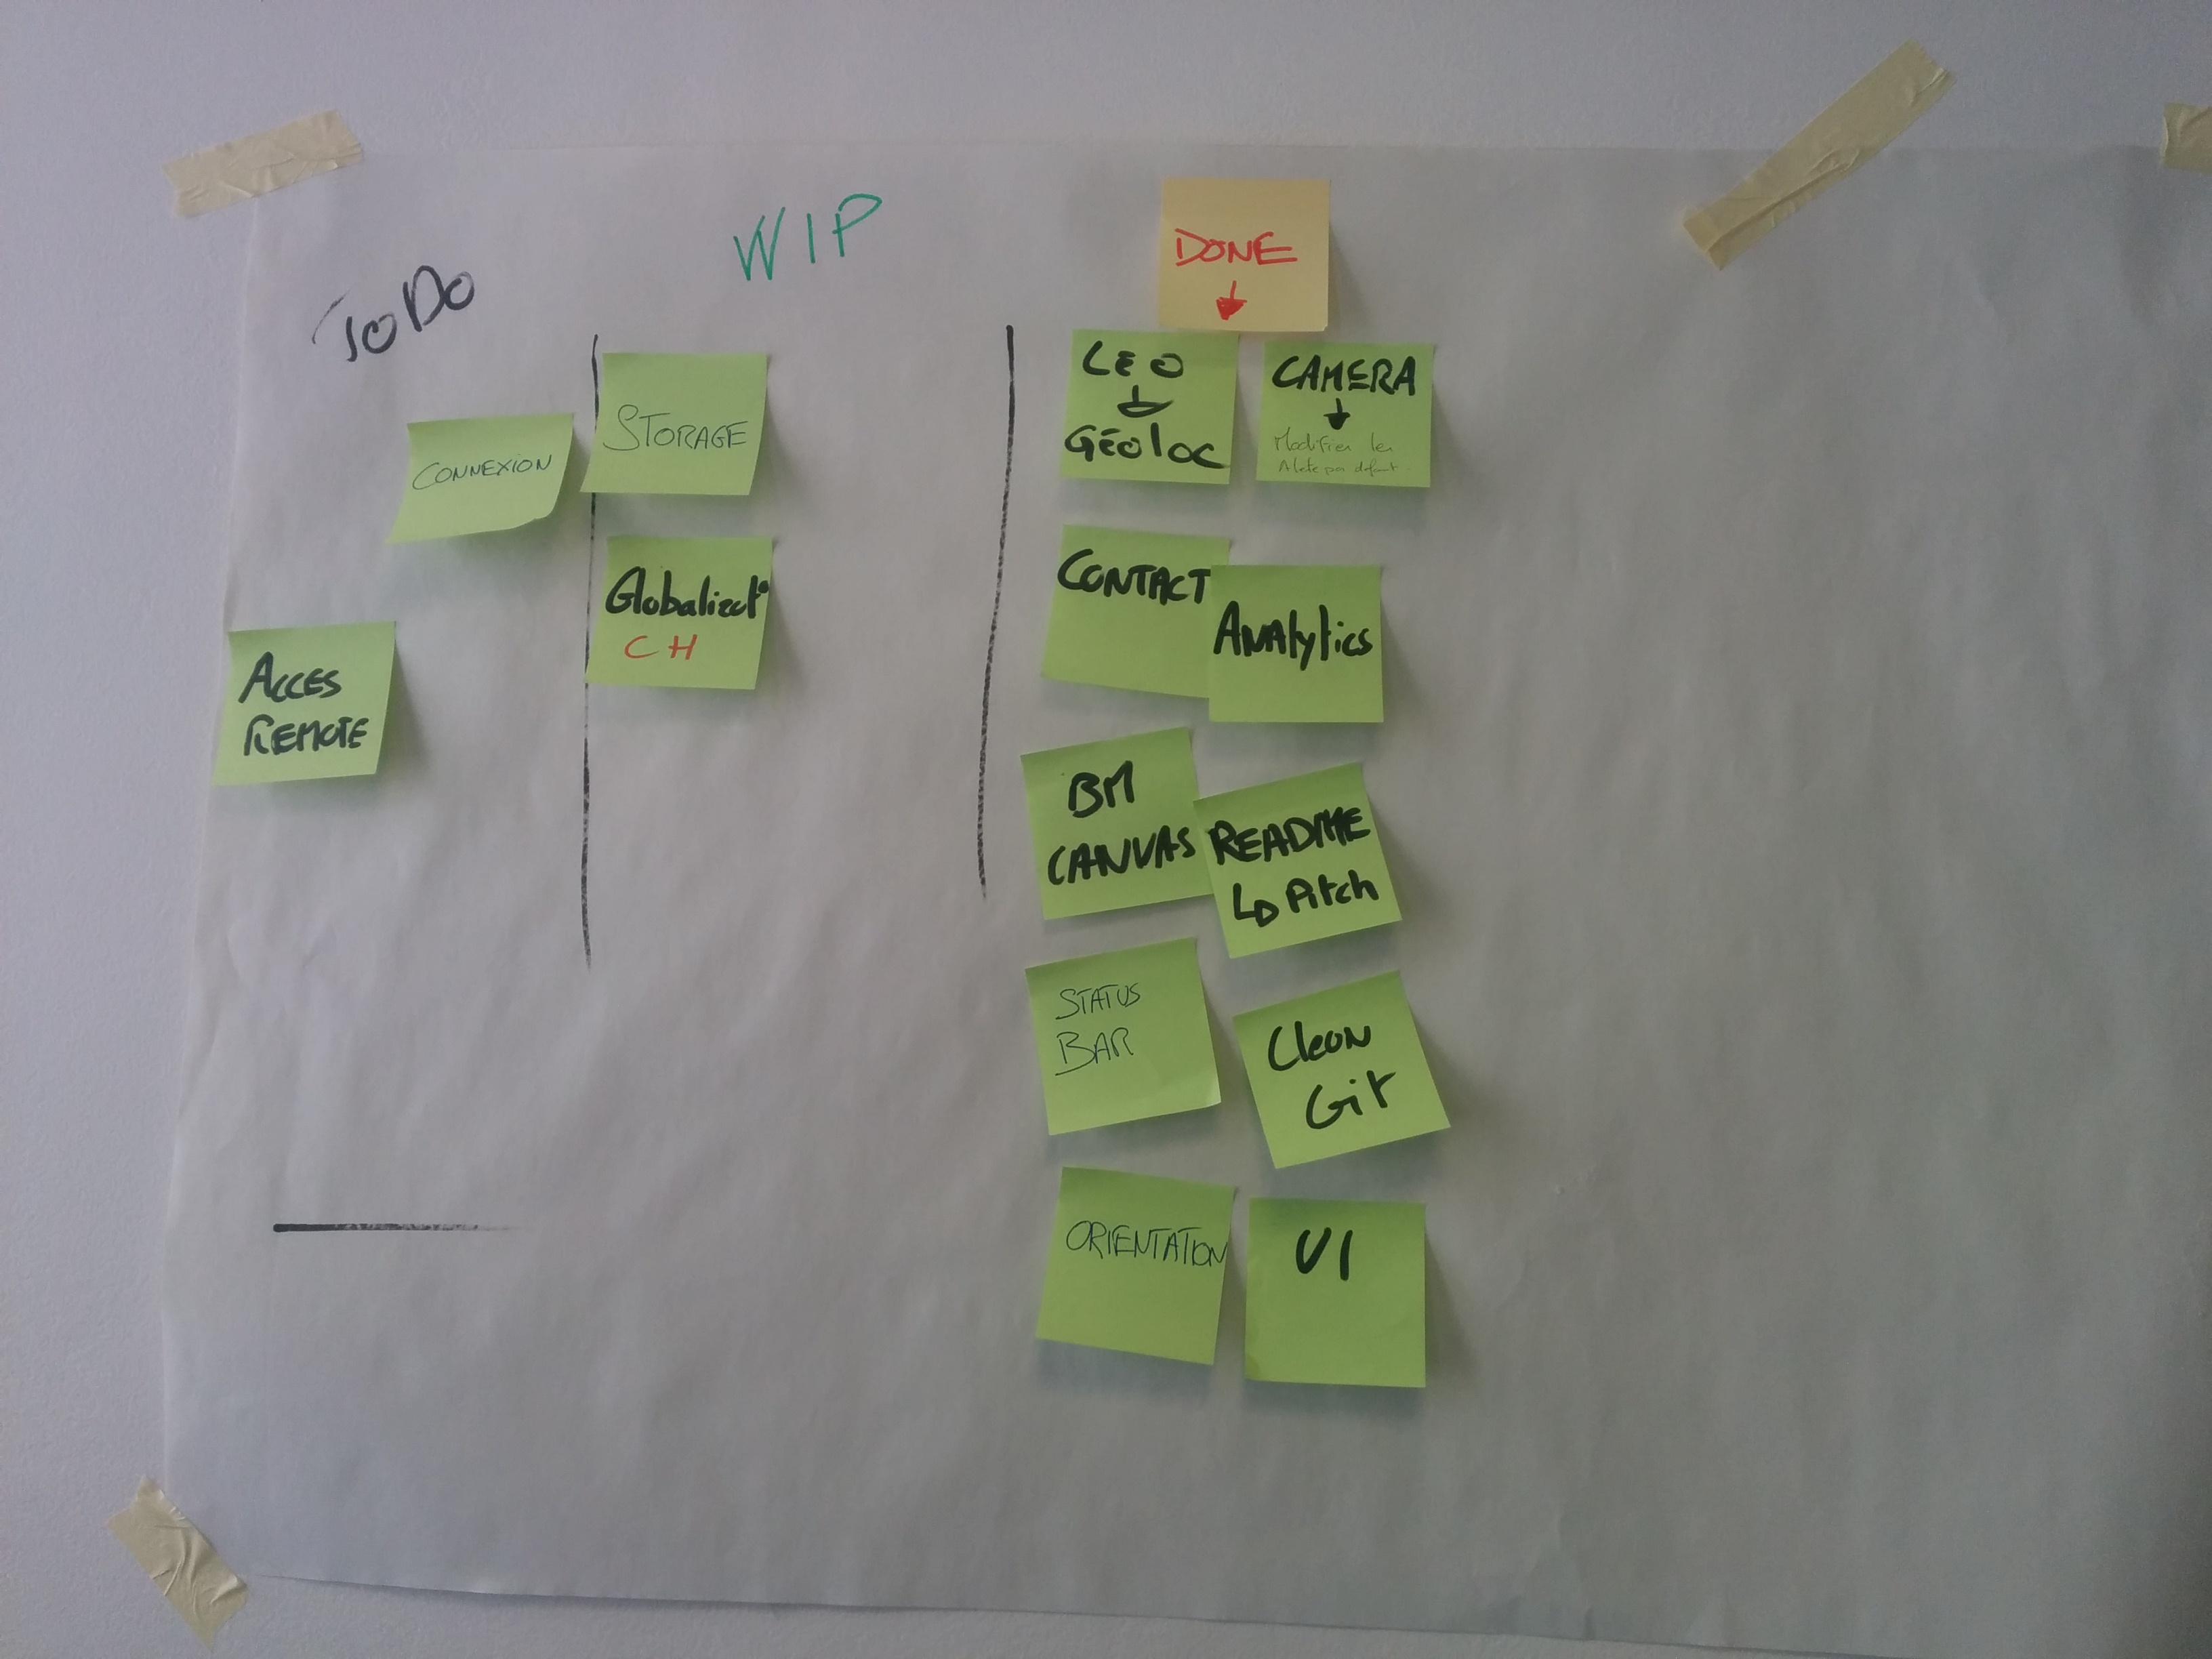 ToDo
WIP
DONE
CONNEXION
ACCES
REMOTE
STORAGE
Globalizat°
CH
LEO
Géoloc
CAMERA
Modifier les
par défaut
CONTACT
Analytics
BM
CANVAS
README
Pitch
STATUS
BAR
Clean
Git
ORIENTATION
UI